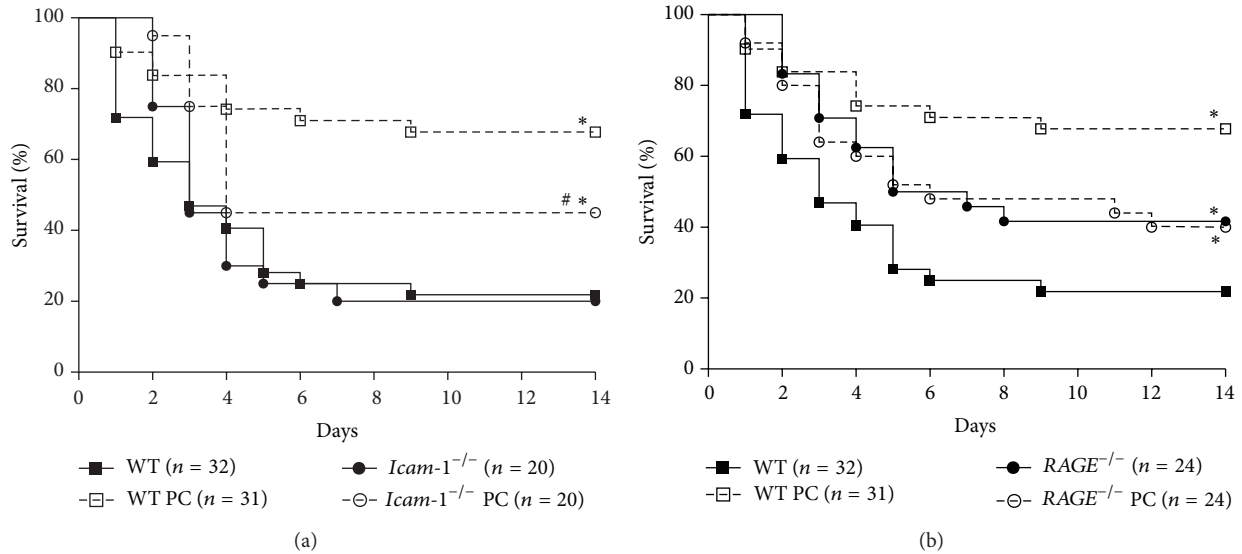 100
80
60
40
20
0
Survival (%)
0 2 4 6 8 10 12 14
Days
*
# *
WT (n = 32)
WT PC (n = 31)
Icam-1−/− (n = 20)
Icam-1−/− PC (n = 20)
(a)
100
80
60
40
20
0
Survival (%)
0 2 4 6 8 10 12 14
Days
*
*
*
WT (n = 32)
WT PC (n = 31)
RAGE−/− (n = 24)
RAGE−/− PC (n = 24)
(b)